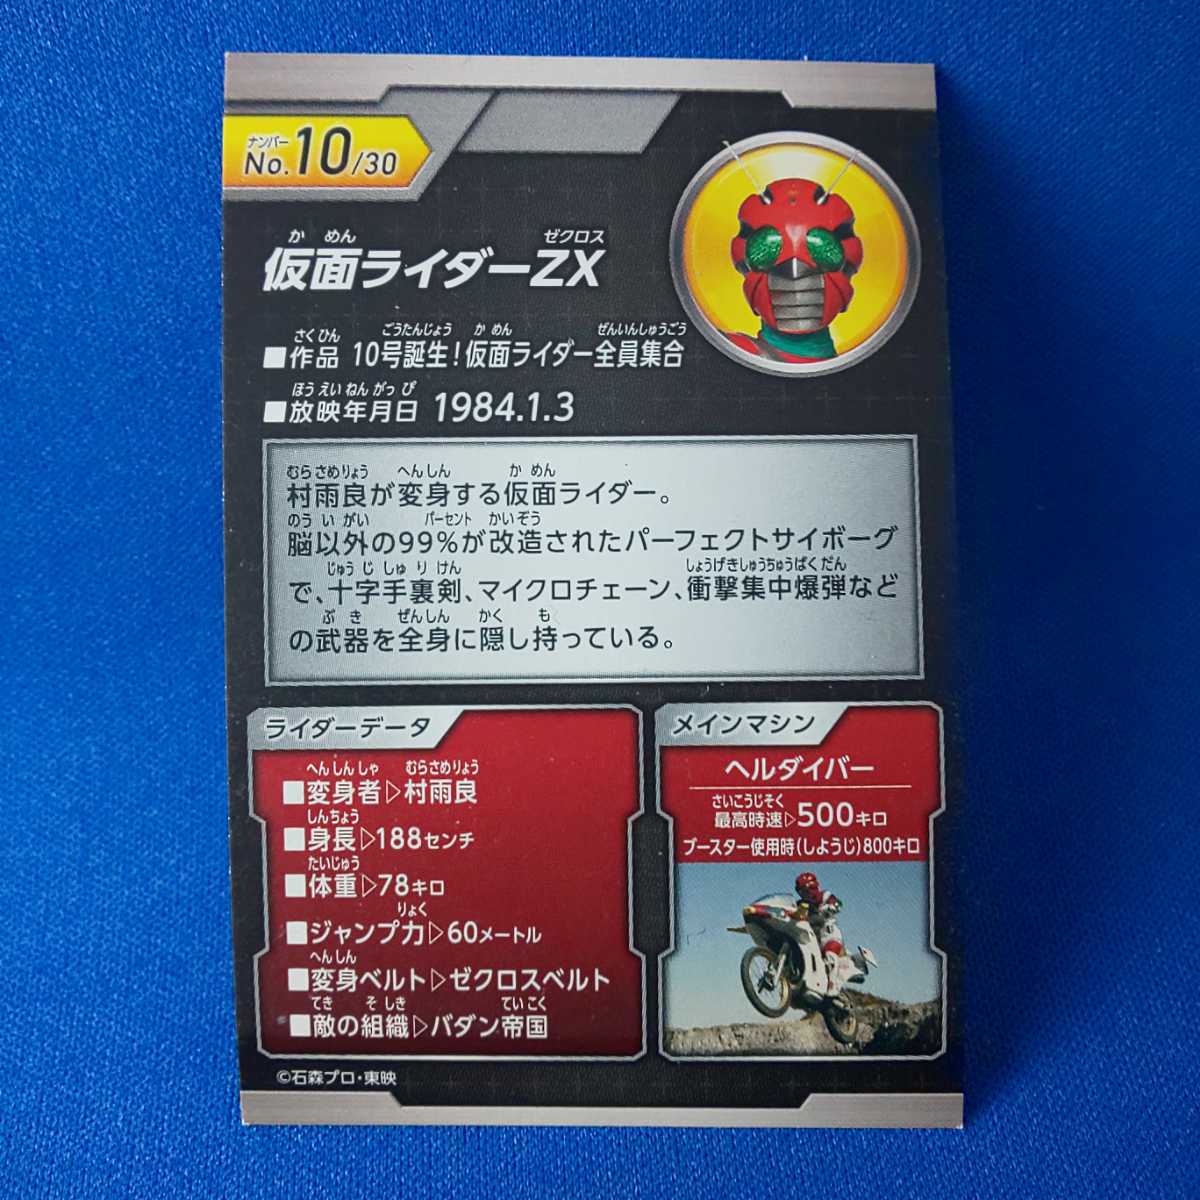 ナンバー
No.10/30
か めん ゼクロス
仮面ライダーZX
さくひん ごうたんじょう か めん ぜんいんしゅうごう
■作品 10号誕生!仮面ライダー全員集合
ほう えい ねん がっ ぴ
■放映年月日 1984.1.3
むら さめ りょう へんしん か めん
村雨良が変身する仮面ライダー。
のう い がい パーセント かいぞう
脳以外の99%が改造されたパーフェクトサイボーグ
じゅう じ しゅ り けん しょうげきしゅうちゅうばくだん
で、十字手裏剣、マイクロチェーン、衝撃集中爆弾など
ぶ き ぜんしん かく も
の武器を全身に隠し持っている。
ライダーデータ
へんしんしゃ むらさめりょう
■変身者▷村雨良
しんちょう
■身長▷188センチ
たいじゅう
■体重▷78キロ
りょく
■ジャンプ力▷60メートル
へんしん
■変身ベルト▷ゼクロスベルト
てき そ しき ていこく
■敵の組織▷バダン帝国
メインマシン
ヘルダイバー
さいこうじそく
最高時速▷500キロ
ブースター使用時(しようじ)800キロ
©石森プロ・東映